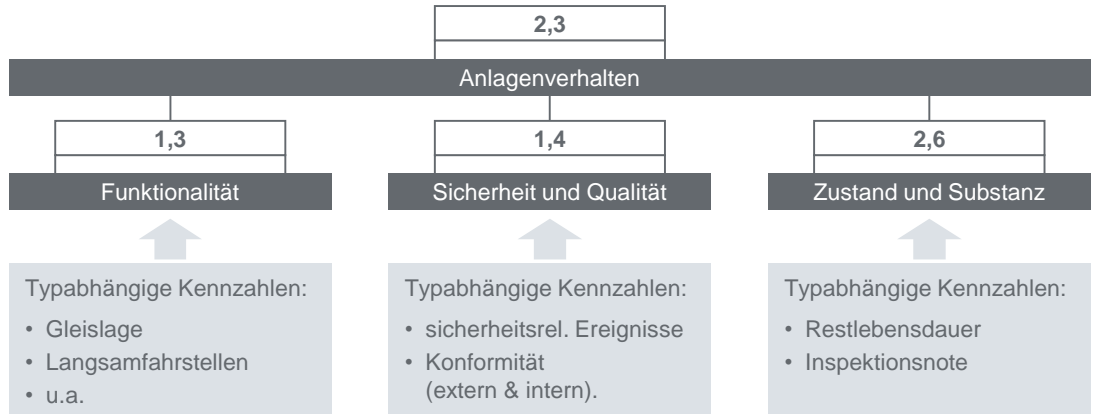 2,3
Anlagenverhalten
1,3
1,4
2,6
Funktionalität
Sicherheit und Qualität
Zustand und Substanz
Typabhängige Kennzahlen:
• Gleislage
• Langsamfahrstellen
• u.a.
Typabhängige Kennzahlen:
• sicherheitsrel. Ereignisse
• Konformität
(extern & intern).
Typabhängige Kennzahlen:
• Restlebensdauer
• Inspektionsnote